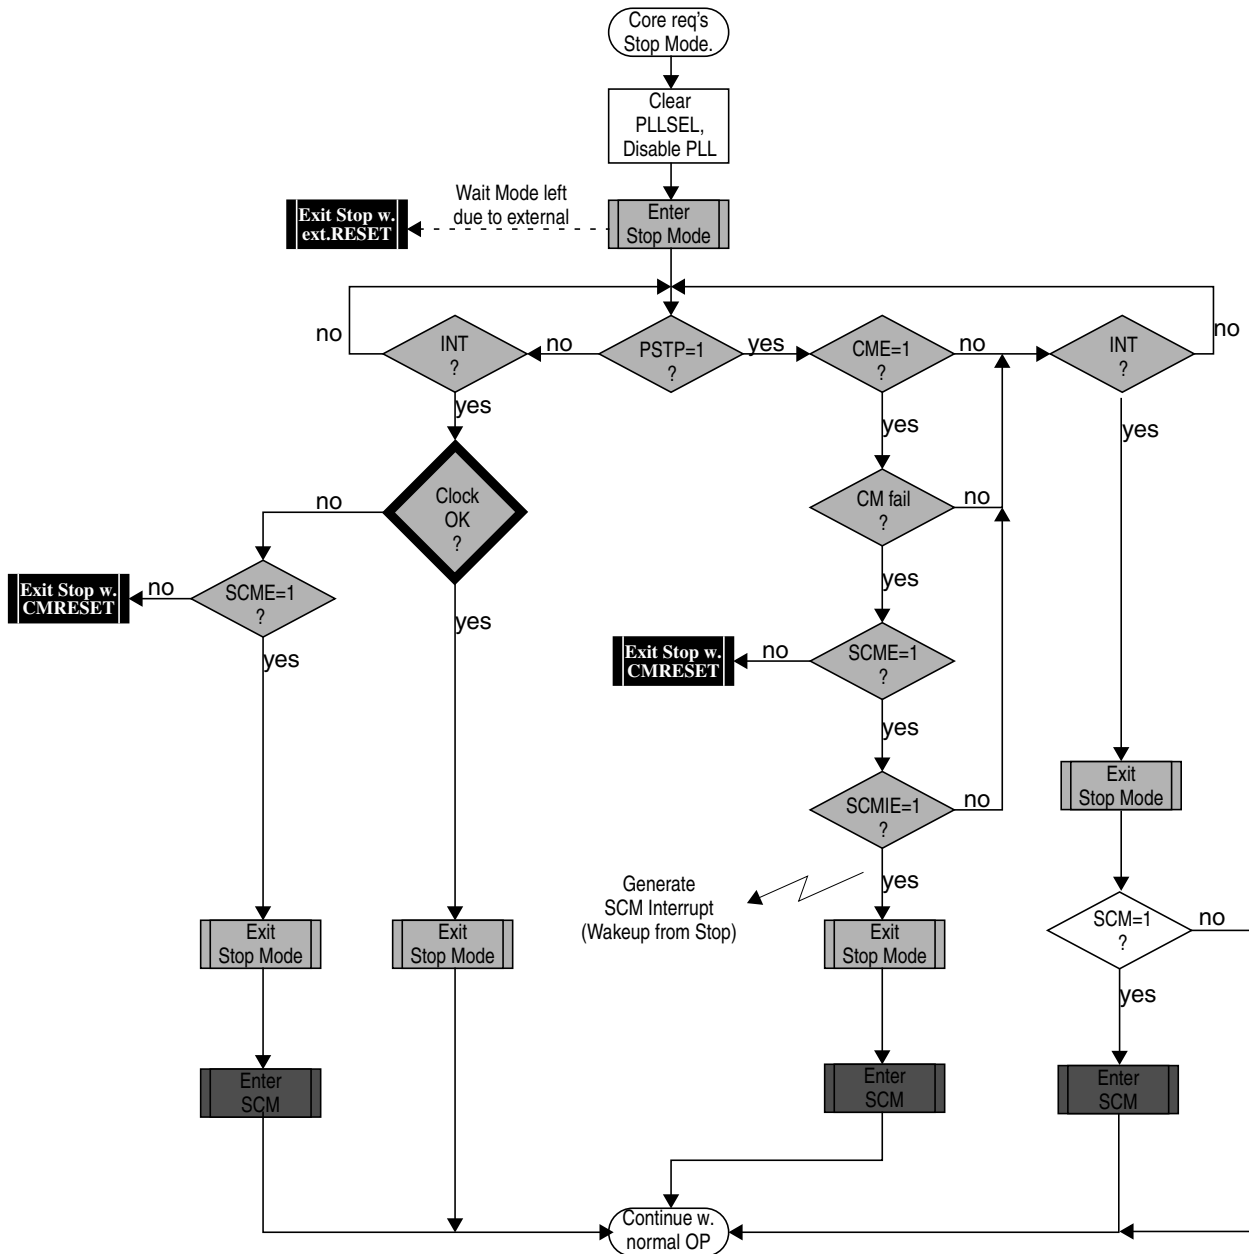 Core req's
Stop Mode.
Clear
PLLSEL,
Disable PLL
Wait Mode left
due to external
Exit Stop w.
ext.RESET
Enter
Stop Mode
no
INT
?
no
PSTP=1
?
yes
CME=1
?
no
INT
?
no
yes
yes
yes
Clock
OK
?
no
CM fail
?
no
yes
Exit Stop w.
CMRESET
no
SCME=1
?
yes
yes
Exit Stop w.
CMRESET
no
SCME=1
?
yes
SCMIE=1
?
no
Exit
Stop Mode
Generate
SCM Interrupt
(Wakeup from Stop)
yes
Exit
Stop Mode
Exit
Stop Mode
Exit
Stop Mode
SCM=1
?
no
yes
Enter
SCM
Enter
SCM
Enter
SCM
Continue w.
normal OP